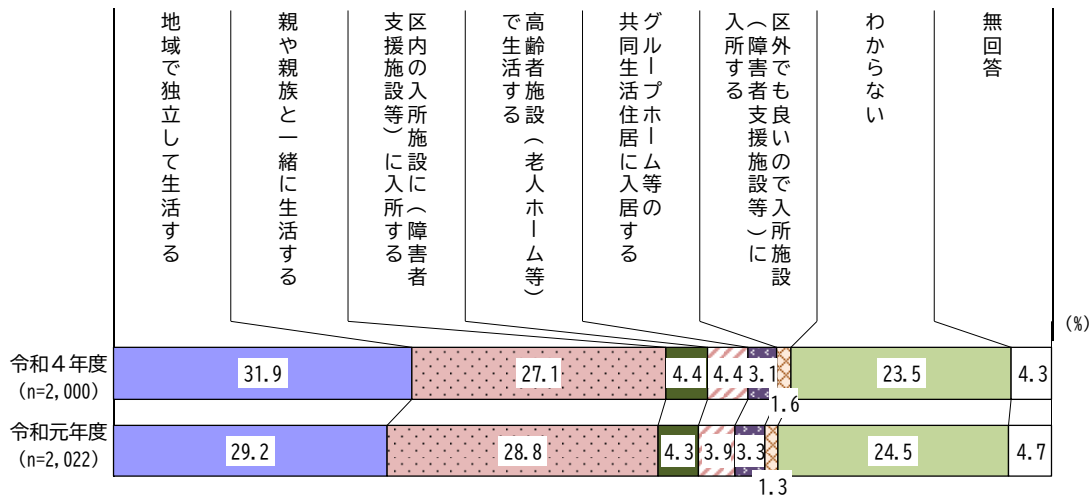 地域で独立して生活する
親や親族と一緒に生活する
区内の入所施設に（障害者
支援施設等）に入所する
高齢者施設（老人ホーム等）
で生活する
グループホーム等の
共同生活住居に入居する
区外でも良いので入所施設
（障害者支援施設等）に
入所する
わからない
無回答
(%)
令和４年度
(n=2,000)
31.9
27.1
4.4
4.4
3.1
1.6
23.5
4.3
令和元年度
(n=2,022)
29.2
28.8
4.3
3.9
3.3
1.3
24.5
4.7